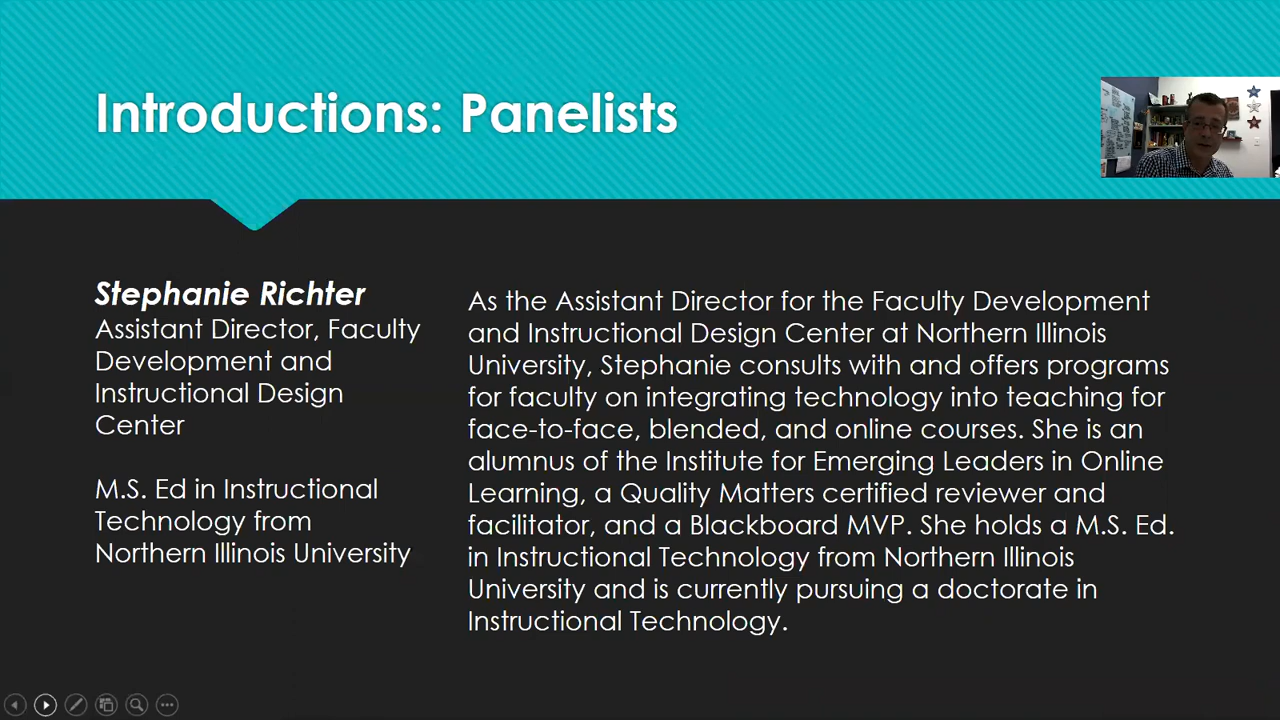 Introductions: Panelists
Stephanie Richter
Assistant Director, Faculty
Development and
Instructional Design
Center
M.S. Ed in Instructional
Technology from
Northern Illinois University
As the Assistant Director for the Faculty Development
and Instructional Design Center at Northern Illinois
University, Stephanie consults with and offers programs
for faculty on integrating technology into teaching for
face-to-face, blended, and online courses. She is an
alumnus of the Institute for Emerging Leaders in Online
Learning, a Quality Matters certified reviewer and
facilitator, and a Blackboard MVP. She holds a M.S. Ed.
in Instructional Technology from Northern Illinois
University and is currently pursuing a doctorate in
Instructional Technology.